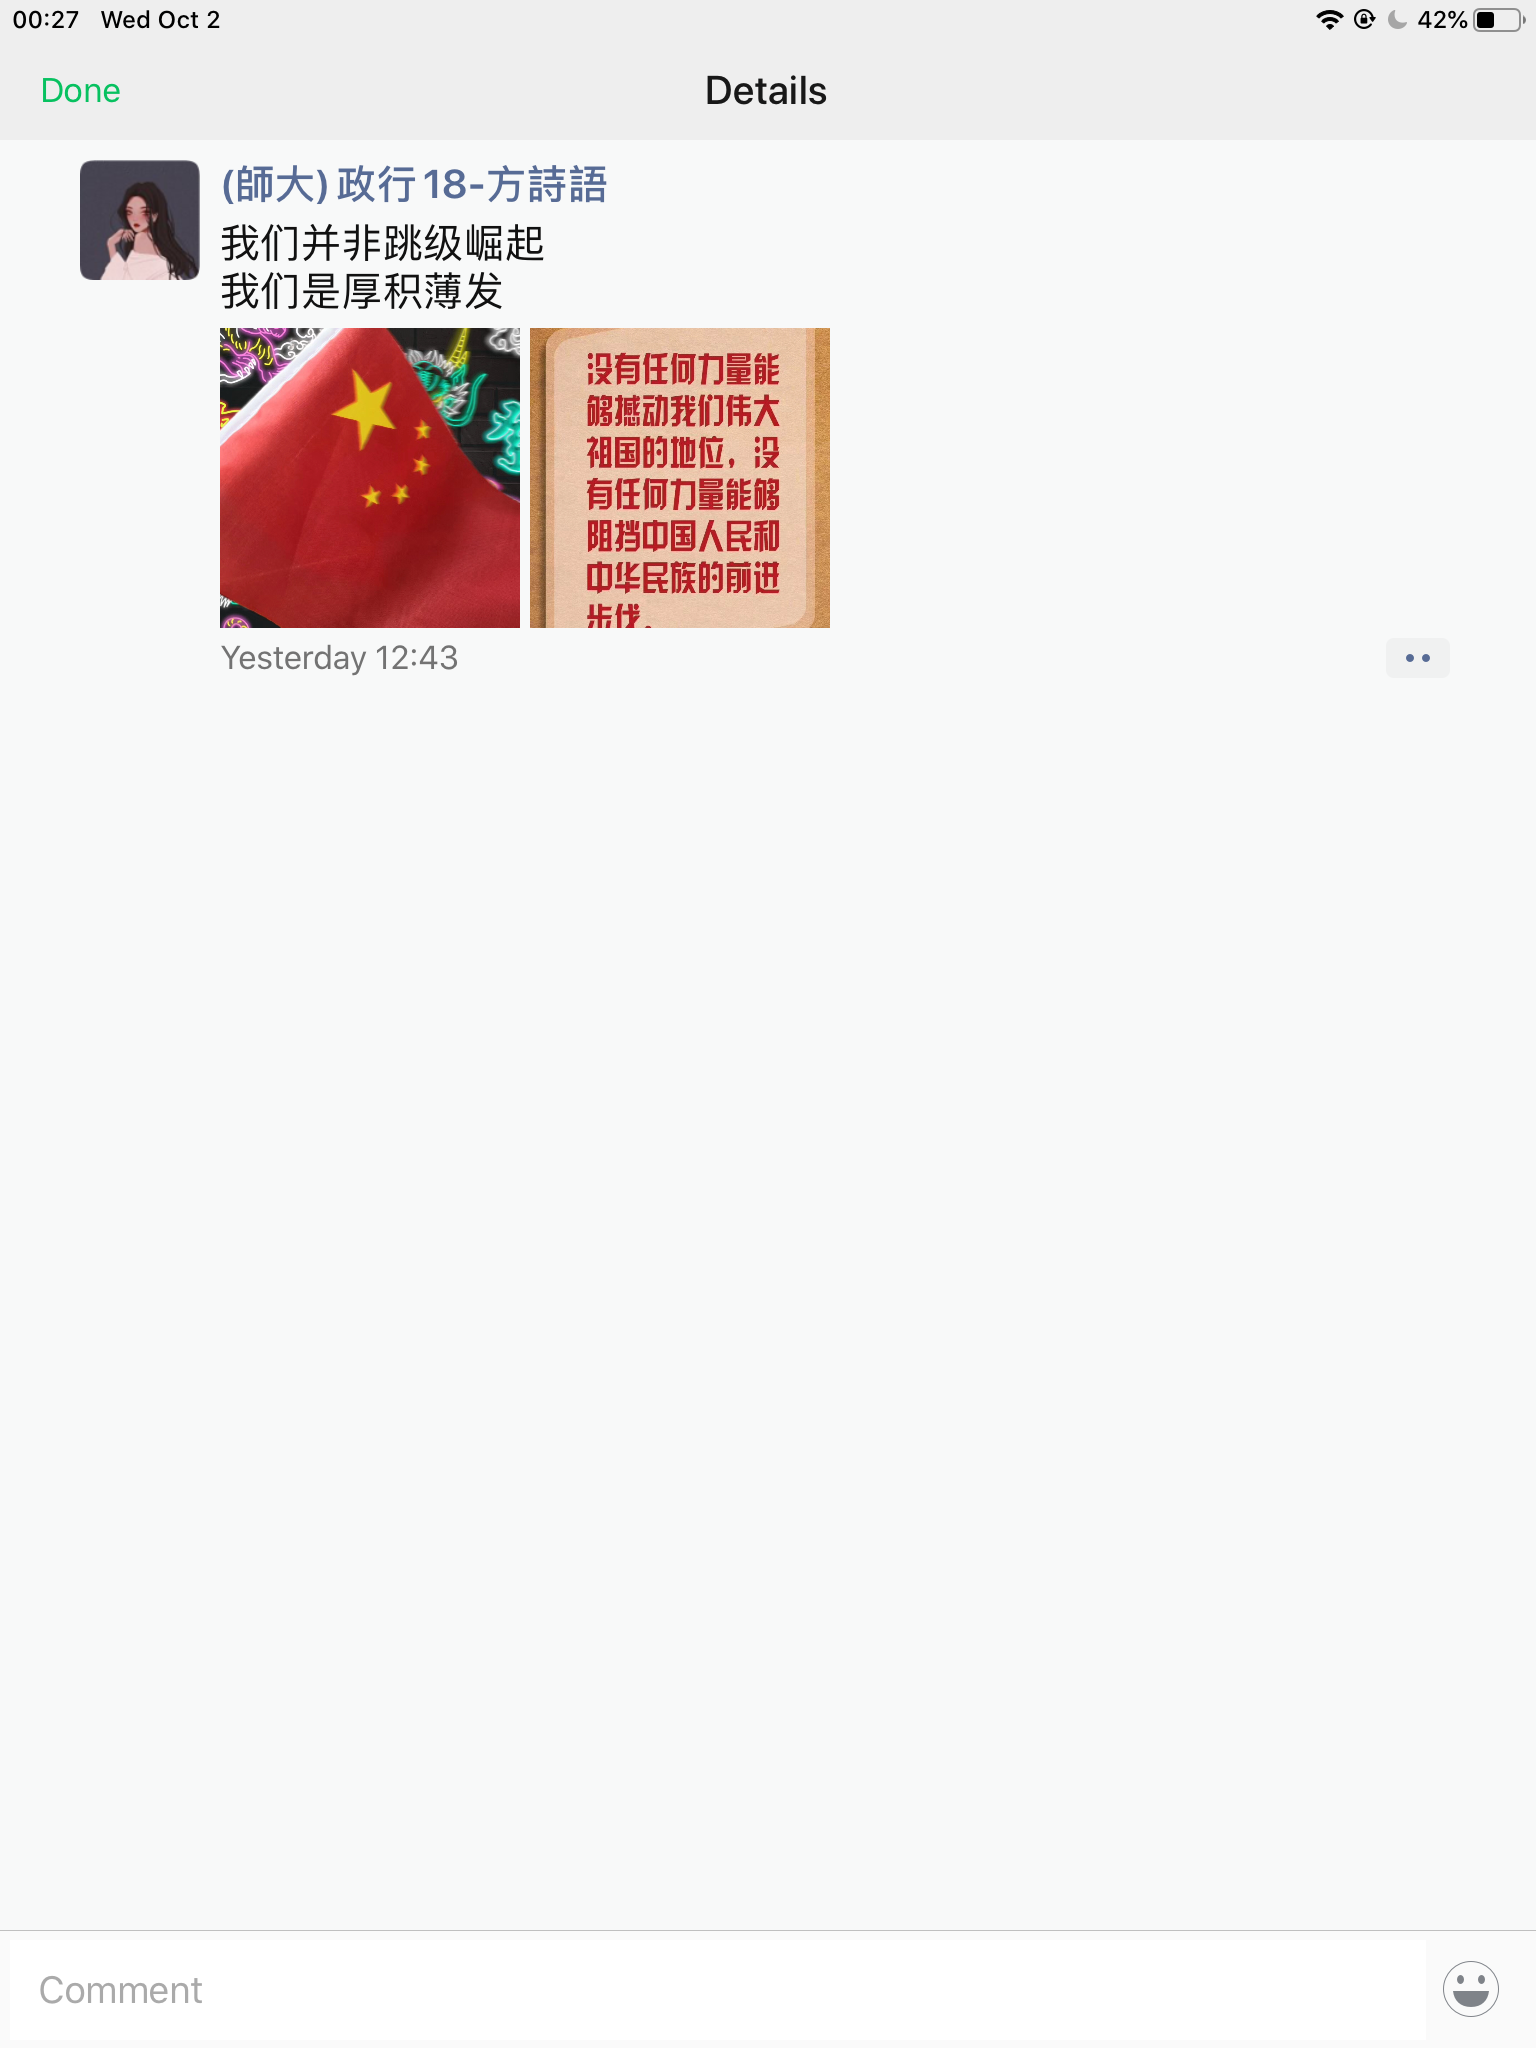 00:27 Wed Oct 2
42%
Done
Details
(師大) 政行18-方詩語
我们并非跳级崛起
我们是厚积薄发
没有任何力量能
够撼动我们伟大
祖国的地位，没
有任何力量能够
阻挡中国人民和
中华民族的前进
步伐。
Yesterday 12:43
Comment